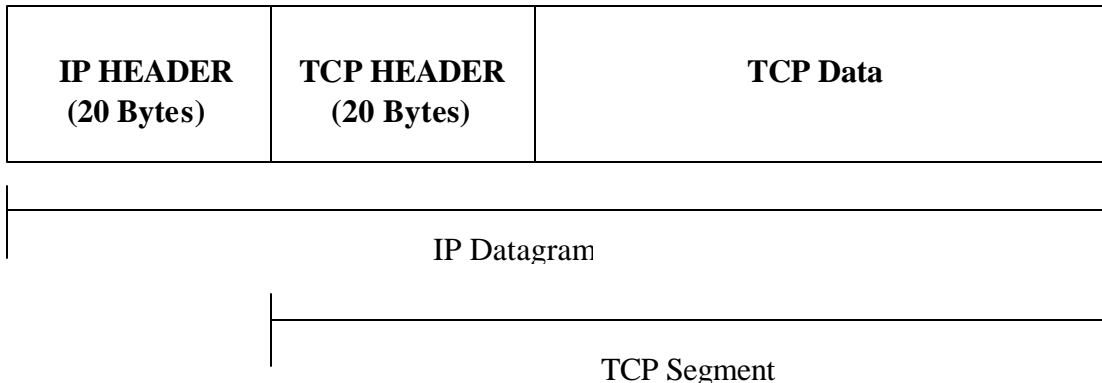 IP HEADER
(20 Bytes)
TCP HEADER
(20 Bytes)
TCP Data
IP Datagram
TCP Segment